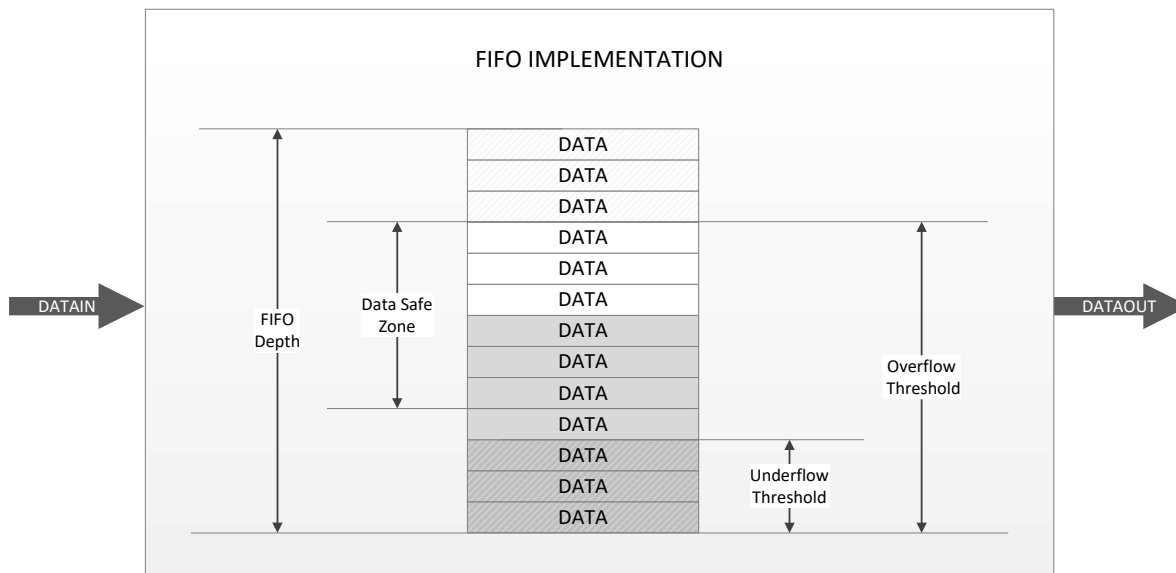 FIFO IMPLEMENTATION
DATA
DATA
DATA
DATA
DATA
DATA
DATA
DATA
DATA
DATA
DATA
DATA
DATA
DATAIN
FIFO
Depth
Data Safe
Zone
Underflow
Threshold
Overflow
Threshold
DATAOUT